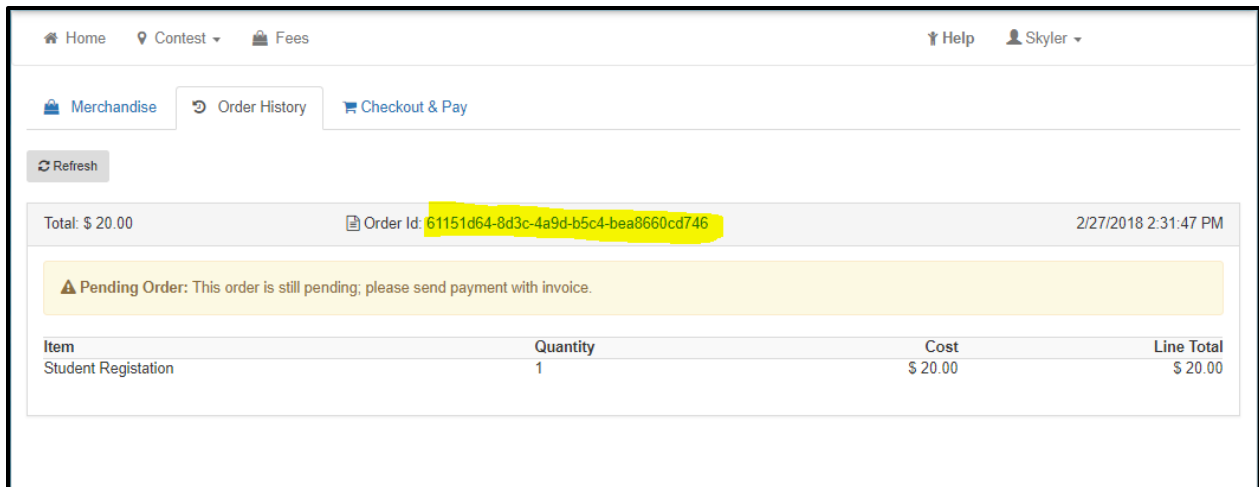 Home Contest Fees Help Skyler
Merchandise Order History Checkout & Pay
Refresh
Total: $ 20.00 Order Id: 61151d64-8d3c-4a9d-b5c4-bea8660cd746 2/27/2018 2:31:47 PM
Pending Order: This order is still pending; please send payment with invoice.
Item Quantity Cost Line Total
Student Registation 1 $ 20.00 $ 20.00